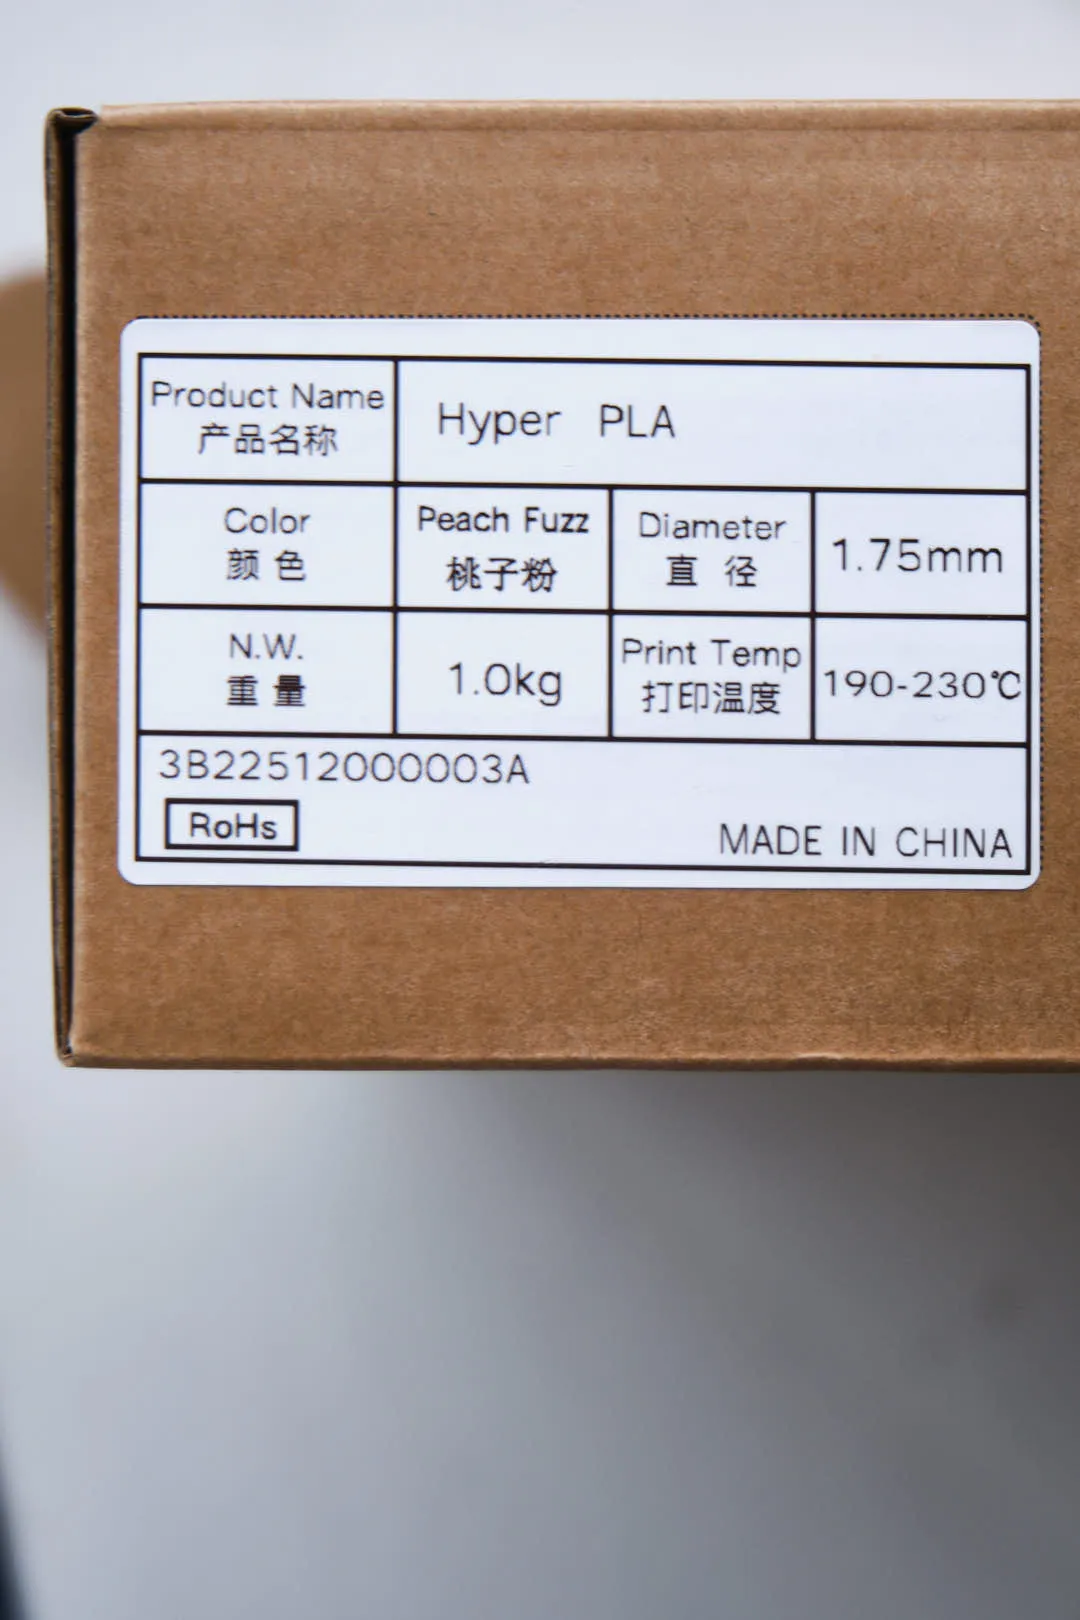 Product Name
产品名称
Hyper PLA
Color
颜色
Peach Fuzz
桃子粉
Diameter
直径
1.75mm
N.W.
重量
1.0kg
Print Temp
打印温度
190-230℃
3B22512000003A
RoHs
MADE IN CHINA